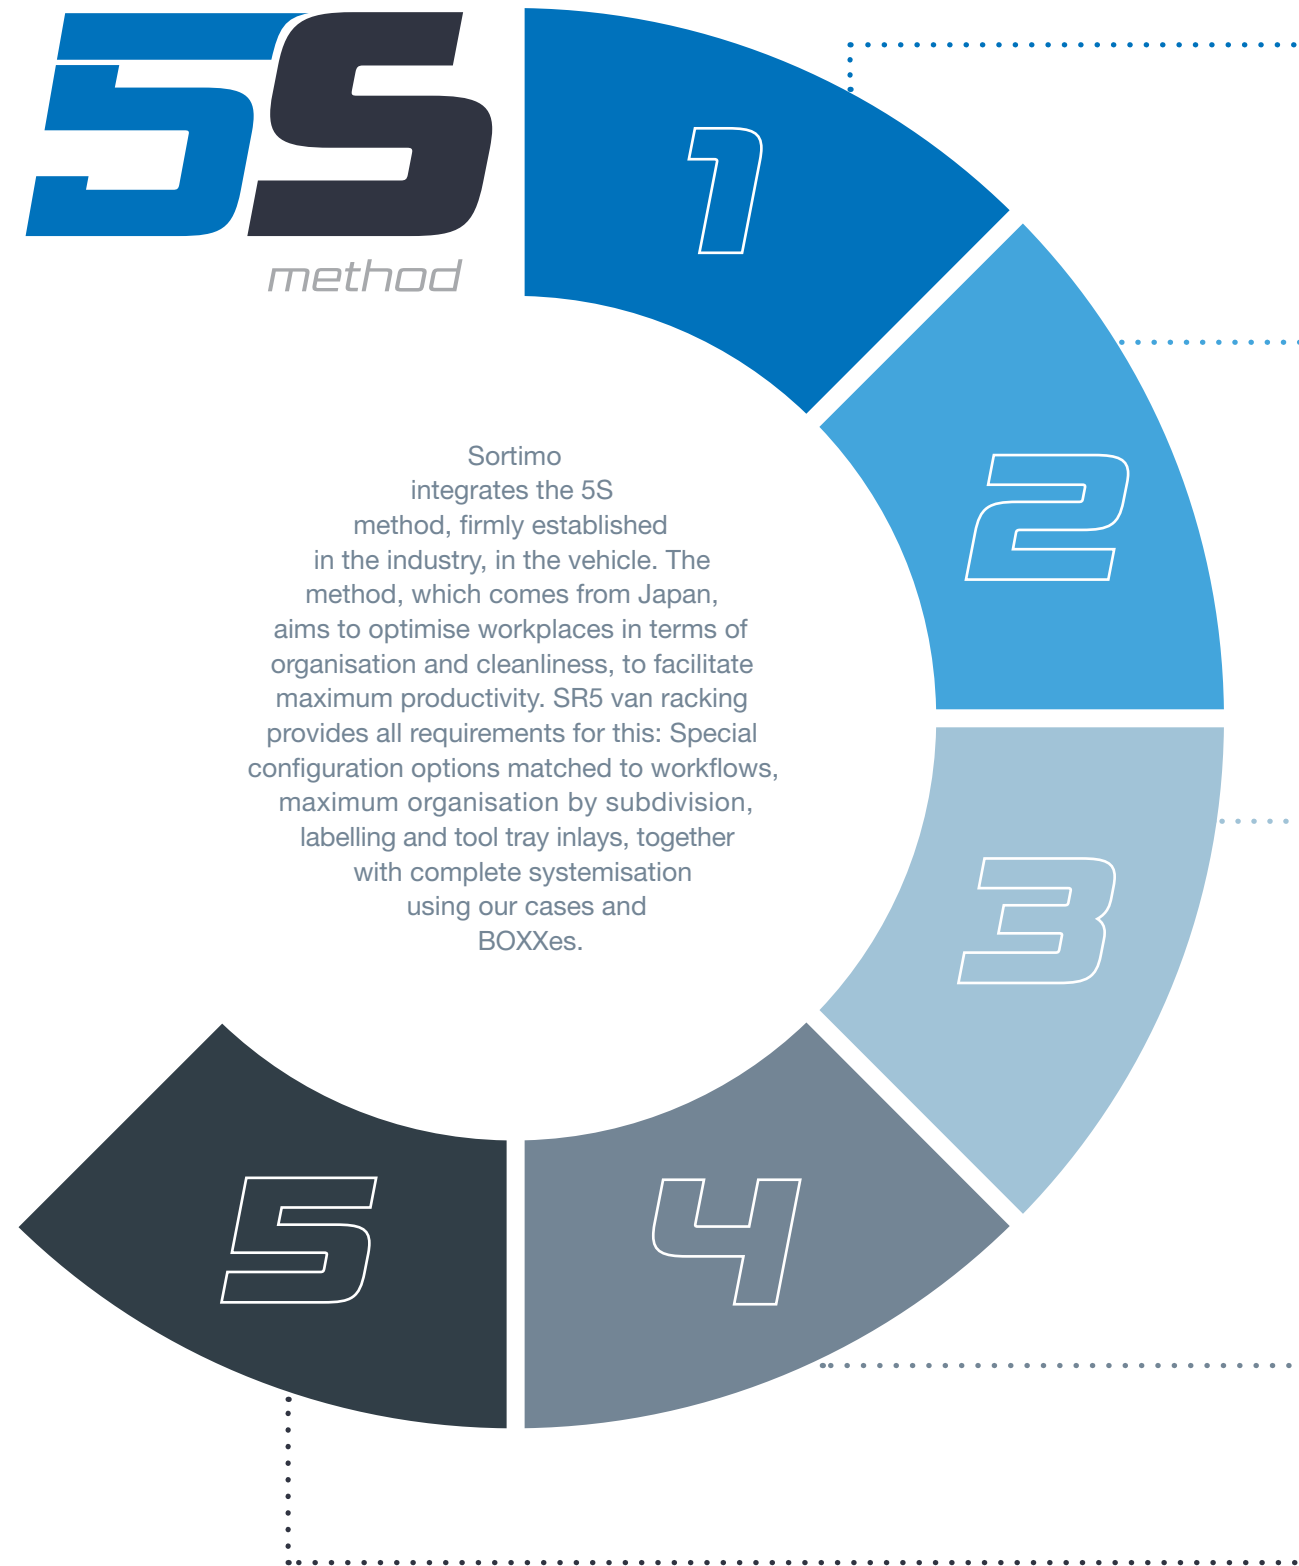 5S
method
1
2
Sortimo
integrates the 5S
method, firmly established
in the industry, in the vehicle. The
method, which comes from Japan,
aims to optimise workplaces in terms of
organisation and cleanliness, to facilitate
maximum productivity. SR5 van racking
provides all requirements for this: Special
configuration options matched to workflows,
maximum organisation by subdivision,
labelling and tool tray inlays, together
with complete systemisation
using our cases and
BOXXes.
3
4
5